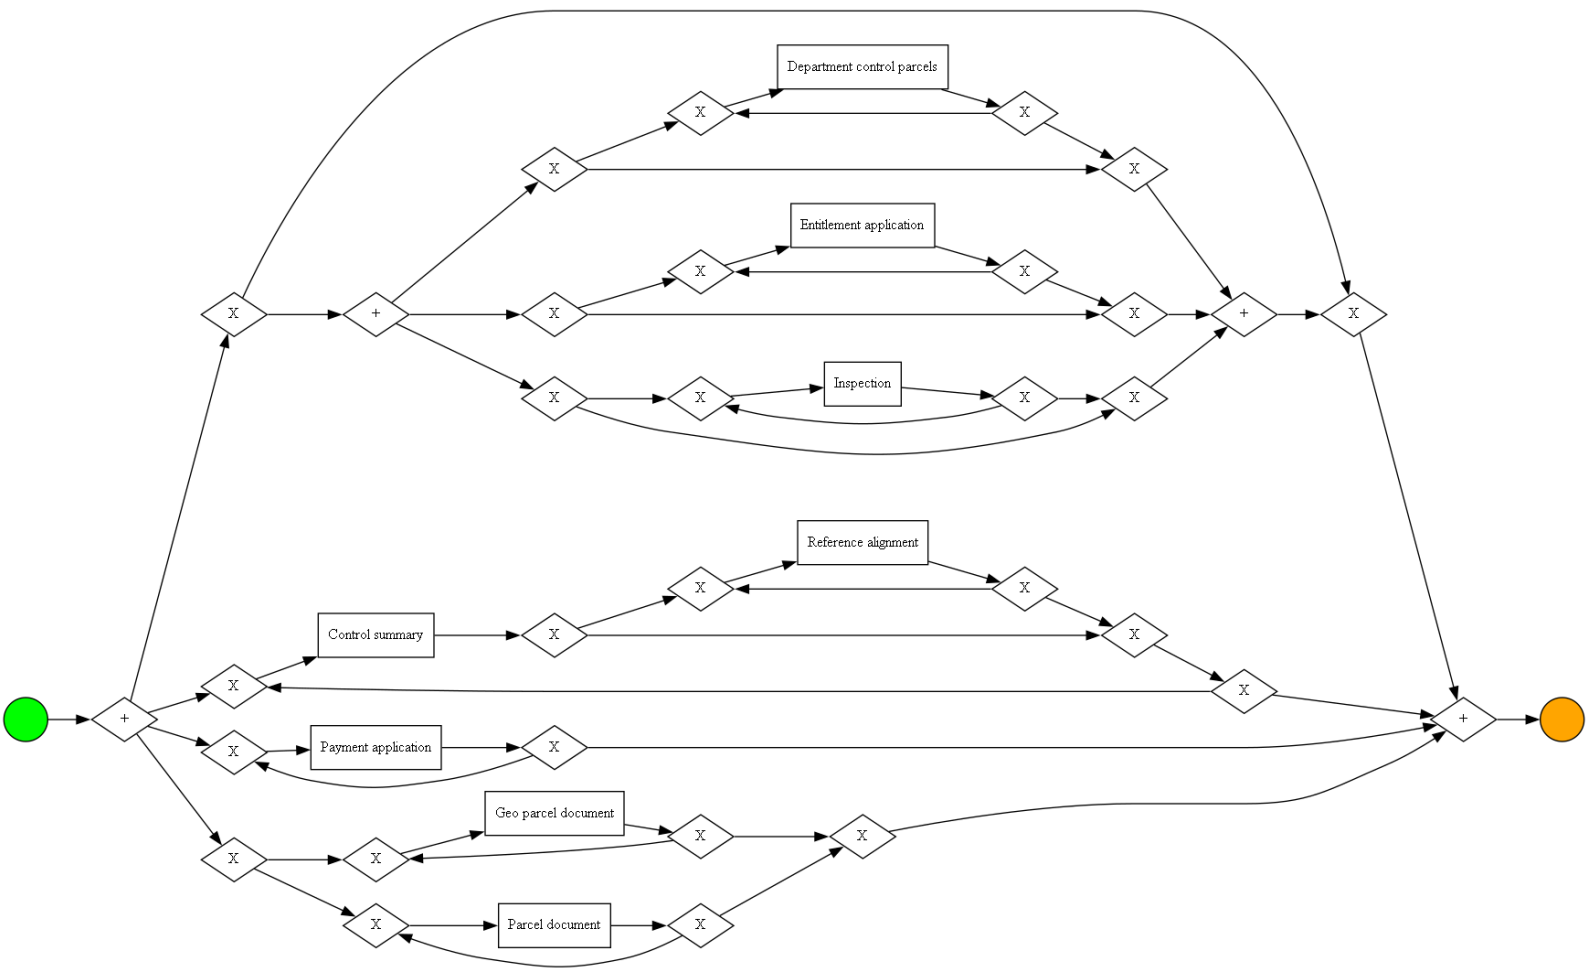 Department control parcels
X
X
X
X
Entitlement application
X
X
X
+
X
X
+
X
Inspection
X
X
X
X
Reference alignment
X
X
Control summary
X
X
X
X
+
+
X
Payment application
X
Geo parcel document
X
X
X
X
X
Parcel document
X